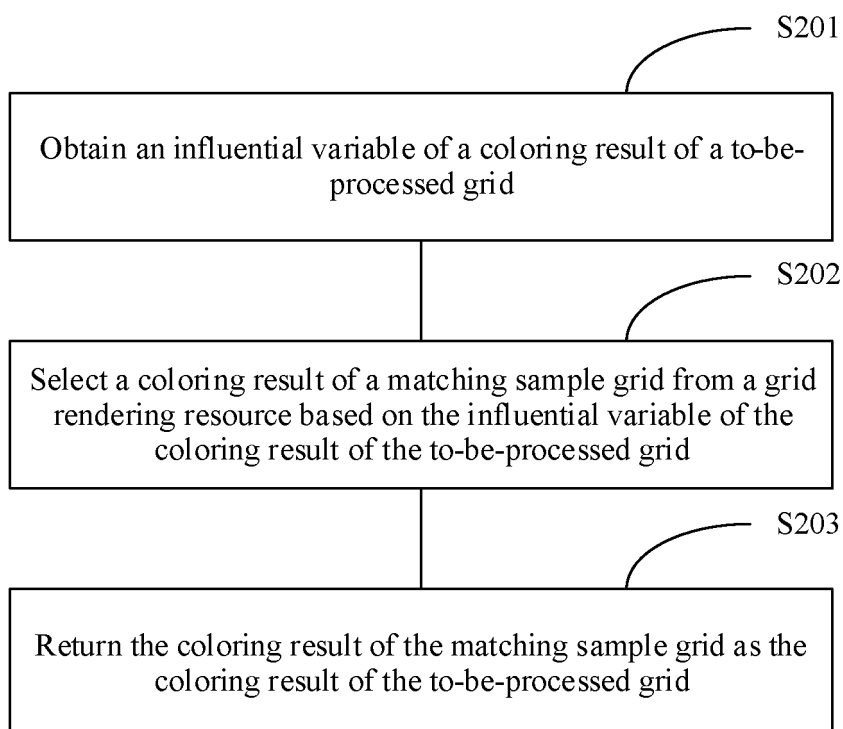 S201
Obtain an influential variable of a coloring result of a to-be-
processed grid
S202
Select a coloring result of a matching sample grid from a grid
rendering resource based on the influential variable of the
coloring result of the to-be-processed grid
S203
Return the coloring result of the matching sample grid as the
coloring result of the to-be-processed grid